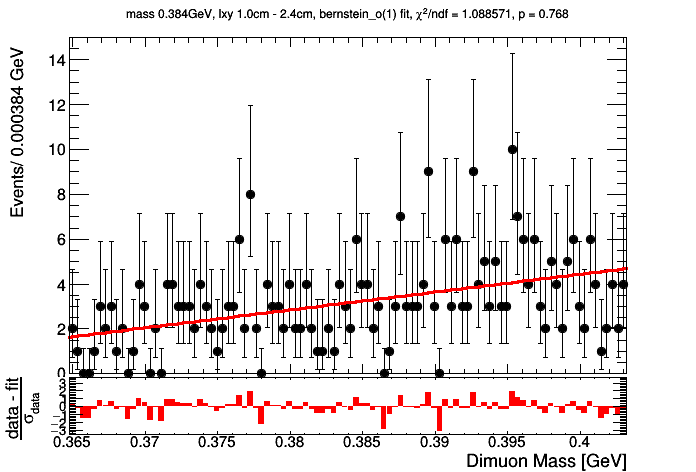 mass 0.384GeV, lxy 1.0cm - 2.4cm, bernstein_o(1) fit, χ²/ndf = 1.088571, p = 0.768
Events/ 0.000384 GeV
14
12
10
8
6
4
2
0
data - fit
σdata
3
2
1
0
−1
−2
−3
0.365 0.37 0.375 0.38 0.385 0.39 0.395 0.4
Dimuon Mass [GeV]